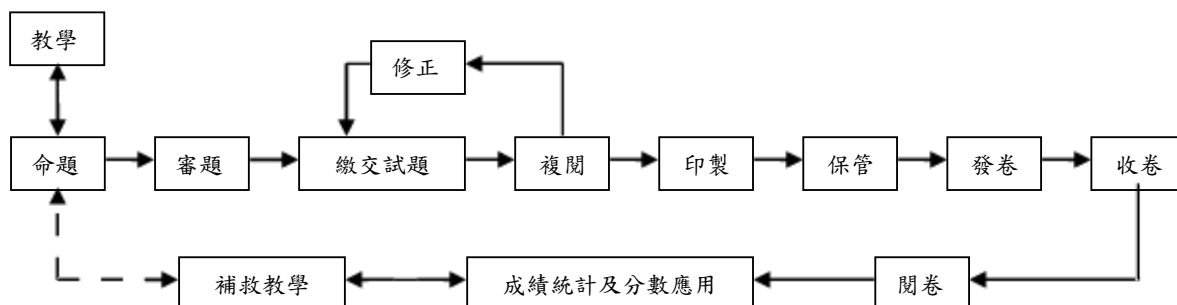 教學
修正
命題
審題
繳交試題
複閱
印製
保管
發卷
收卷
補救教學
成績統計及分數應用
閱卷